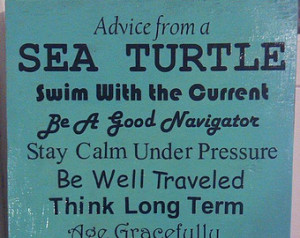 Advice from a
SEA TURTLE
Swim With the Current
Be A Good Navigator
Stay Calm Under Pressure
Be Well Traveled
Think Long Term
Age Gracefully